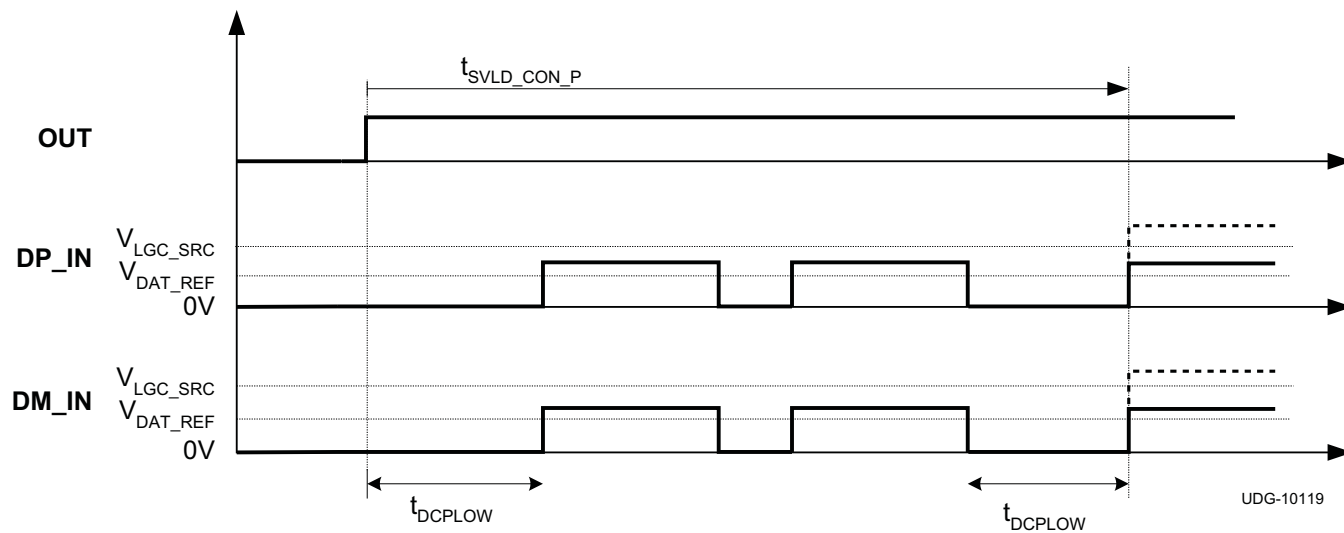 tSVLD_CON_P
OUT
VLGC_SRC
DP_IN
VDAT_REF
0V
VLGC_SRC
DM_IN
VDAT_REF
0V
tDCPLOW
tDCPLOW
UDG-10119